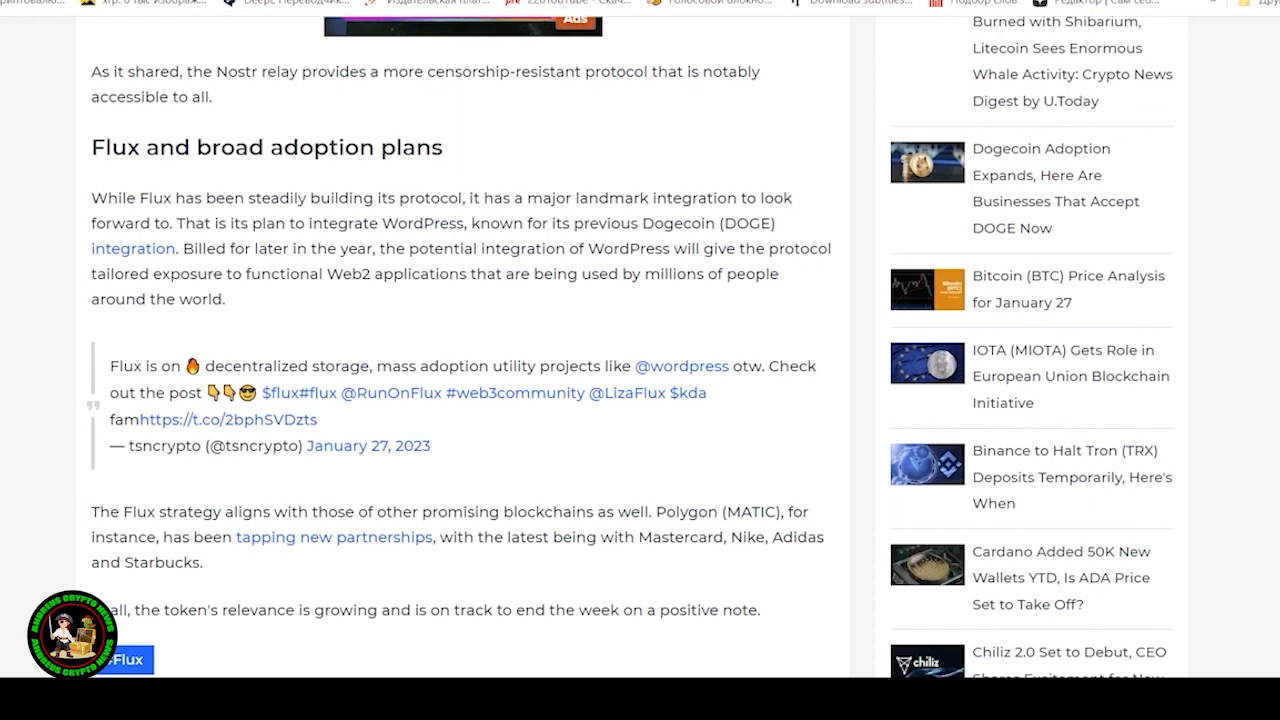 Ads
As it shared, the Nostr relay provides a more censorship-resistant protocol that is notably
accessible to all.
Flux and broad adoption plans
While Flux has been steadily building its protocol, it has a major landmark integration to look
forward to. That is its plan to integrate WordPress, known for its previous Dogecoin (DOGE)
integration. Billed for later in the year, the potential integration of WordPress will give the protocol
tailored exposure to functional Web2 applications that are being used by millions of people
around the world.
Flux is on 🔥 decentralized storage, mass adoption utility projects like @wordpress otw. Check
out the post 👇👇😎 $flux#flux @RunOnFlux #web3community @LizaFlux $kda
famhttps://t.co/2bphSVDzts
— tsncrypto (@tsncrypto) January 27, 2023
The Flux strategy aligns with those of other promising blockchains as well. Polygon (MATIC), for
instance, has been tapping new partnerships, with the latest being with Mastercard, Nike, Adidas
and Starbucks.
all, the token's relevance is growing and is on track to end the week on a positive note.
#Flux
ANDREUS CRYPTO NEWS
ANDREUS CRYPTO NEWS
Burned with Shibarium,
Litecoin Sees Enormous
Whale Activity: Crypto News
Digest by U.Today
Dogecoin Adoption
Expands, Here Are
Businesses That Accept
DOGE Now
Bitcoin (BTC) Price Analysis
for January 27
IOTA (MIOTA) Gets Role in
European Union Blockchain
Initiative
Binance to Halt Tron (TRX)
Deposits Temporarily, Here's
When
Cardano Added 50K New
Wallets YTD, Is ADA Price
Set to Take Off?
chiliz
Chiliz 2.0 Set to Debut, CEO